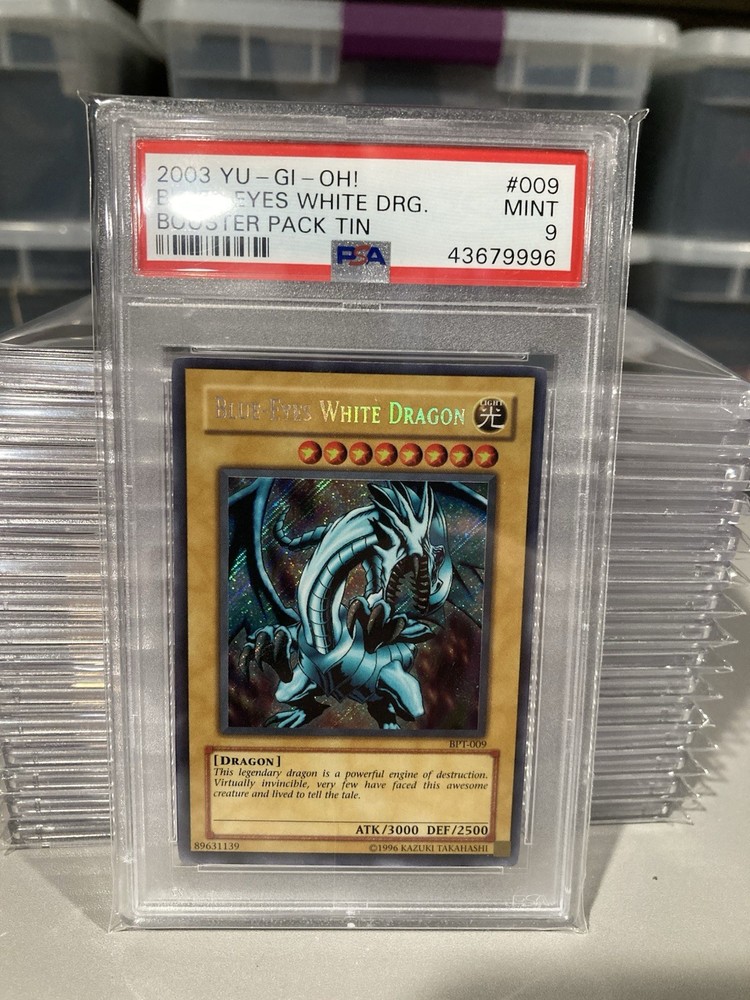 2003 YU-GI-OH! #009
EYES WHITE DRG. MINT
BOOSTER PACK TIN 9
PSA 43679996
BLUE-EYES WHITE DRAGON
LIGHT
光
BPT-009
[DRAGON]
This legendary dragon is a powerful engine of destruction.
Virtually invincible, very few have faced this awesome
creature and lived to tell the tale.
ATK/3000 DEF/2500
89631139 ©1996 KAZUKI TAKAHASHI